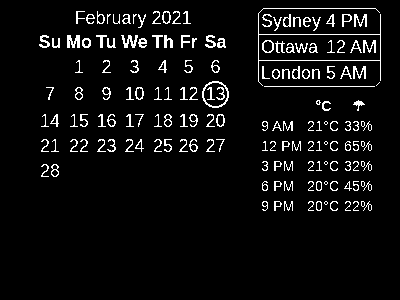 February 2021
Su Mo Tu We Th Fr Sa
1 2 3 4 5 6
7 8 9 10 11 12 13
14 15 16 17 18 19 20
21 22 23 24 25 26 27
28
Sydney 4 PM
Ottawa 12 AM
London 5 AM
°C ☂
9 AM 21°C 33%
12 PM 21°C 65%
3 PM 21°C 32%
6 PM 20°C 45%
9 PM 20°C 22%